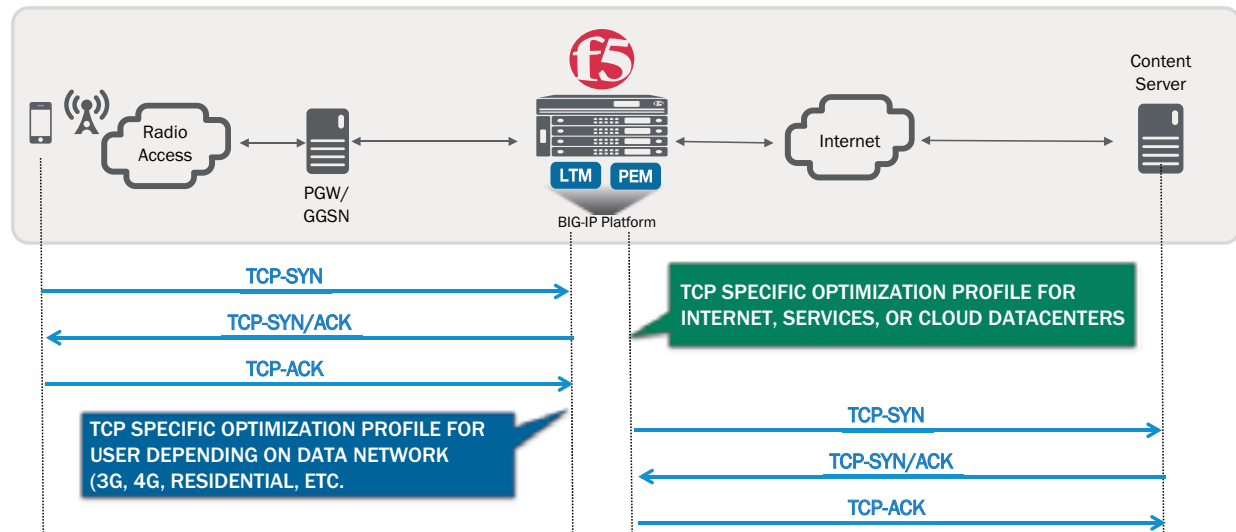 f5
Content
Server
Radio
Access
Internet
LTM
PEM
PGW/
GGSN
BIG-IP Platform
TCP-SYN
TCP SPECIFIC OPTIMIZATION PROFILE FOR
INTERNET, SERVICES, OR CLOUD DATACENTERS
TCP-SYN/ACK
TCP-ACK
TCP SPECIFIC OPTIMIZATION PROFILE FOR
USER DEPENDING ON DATA NETWORK
(3G, 4G, RESIDENTIAL, ETC.
TCP-SYN
TCP-SYN/ACK
TCP-ACK